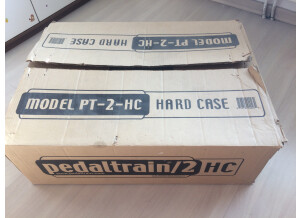 MODEL PT-2-HC HARD CASE
MODEL PT-2-HC HARD CASE
pedaltrain/2 HC